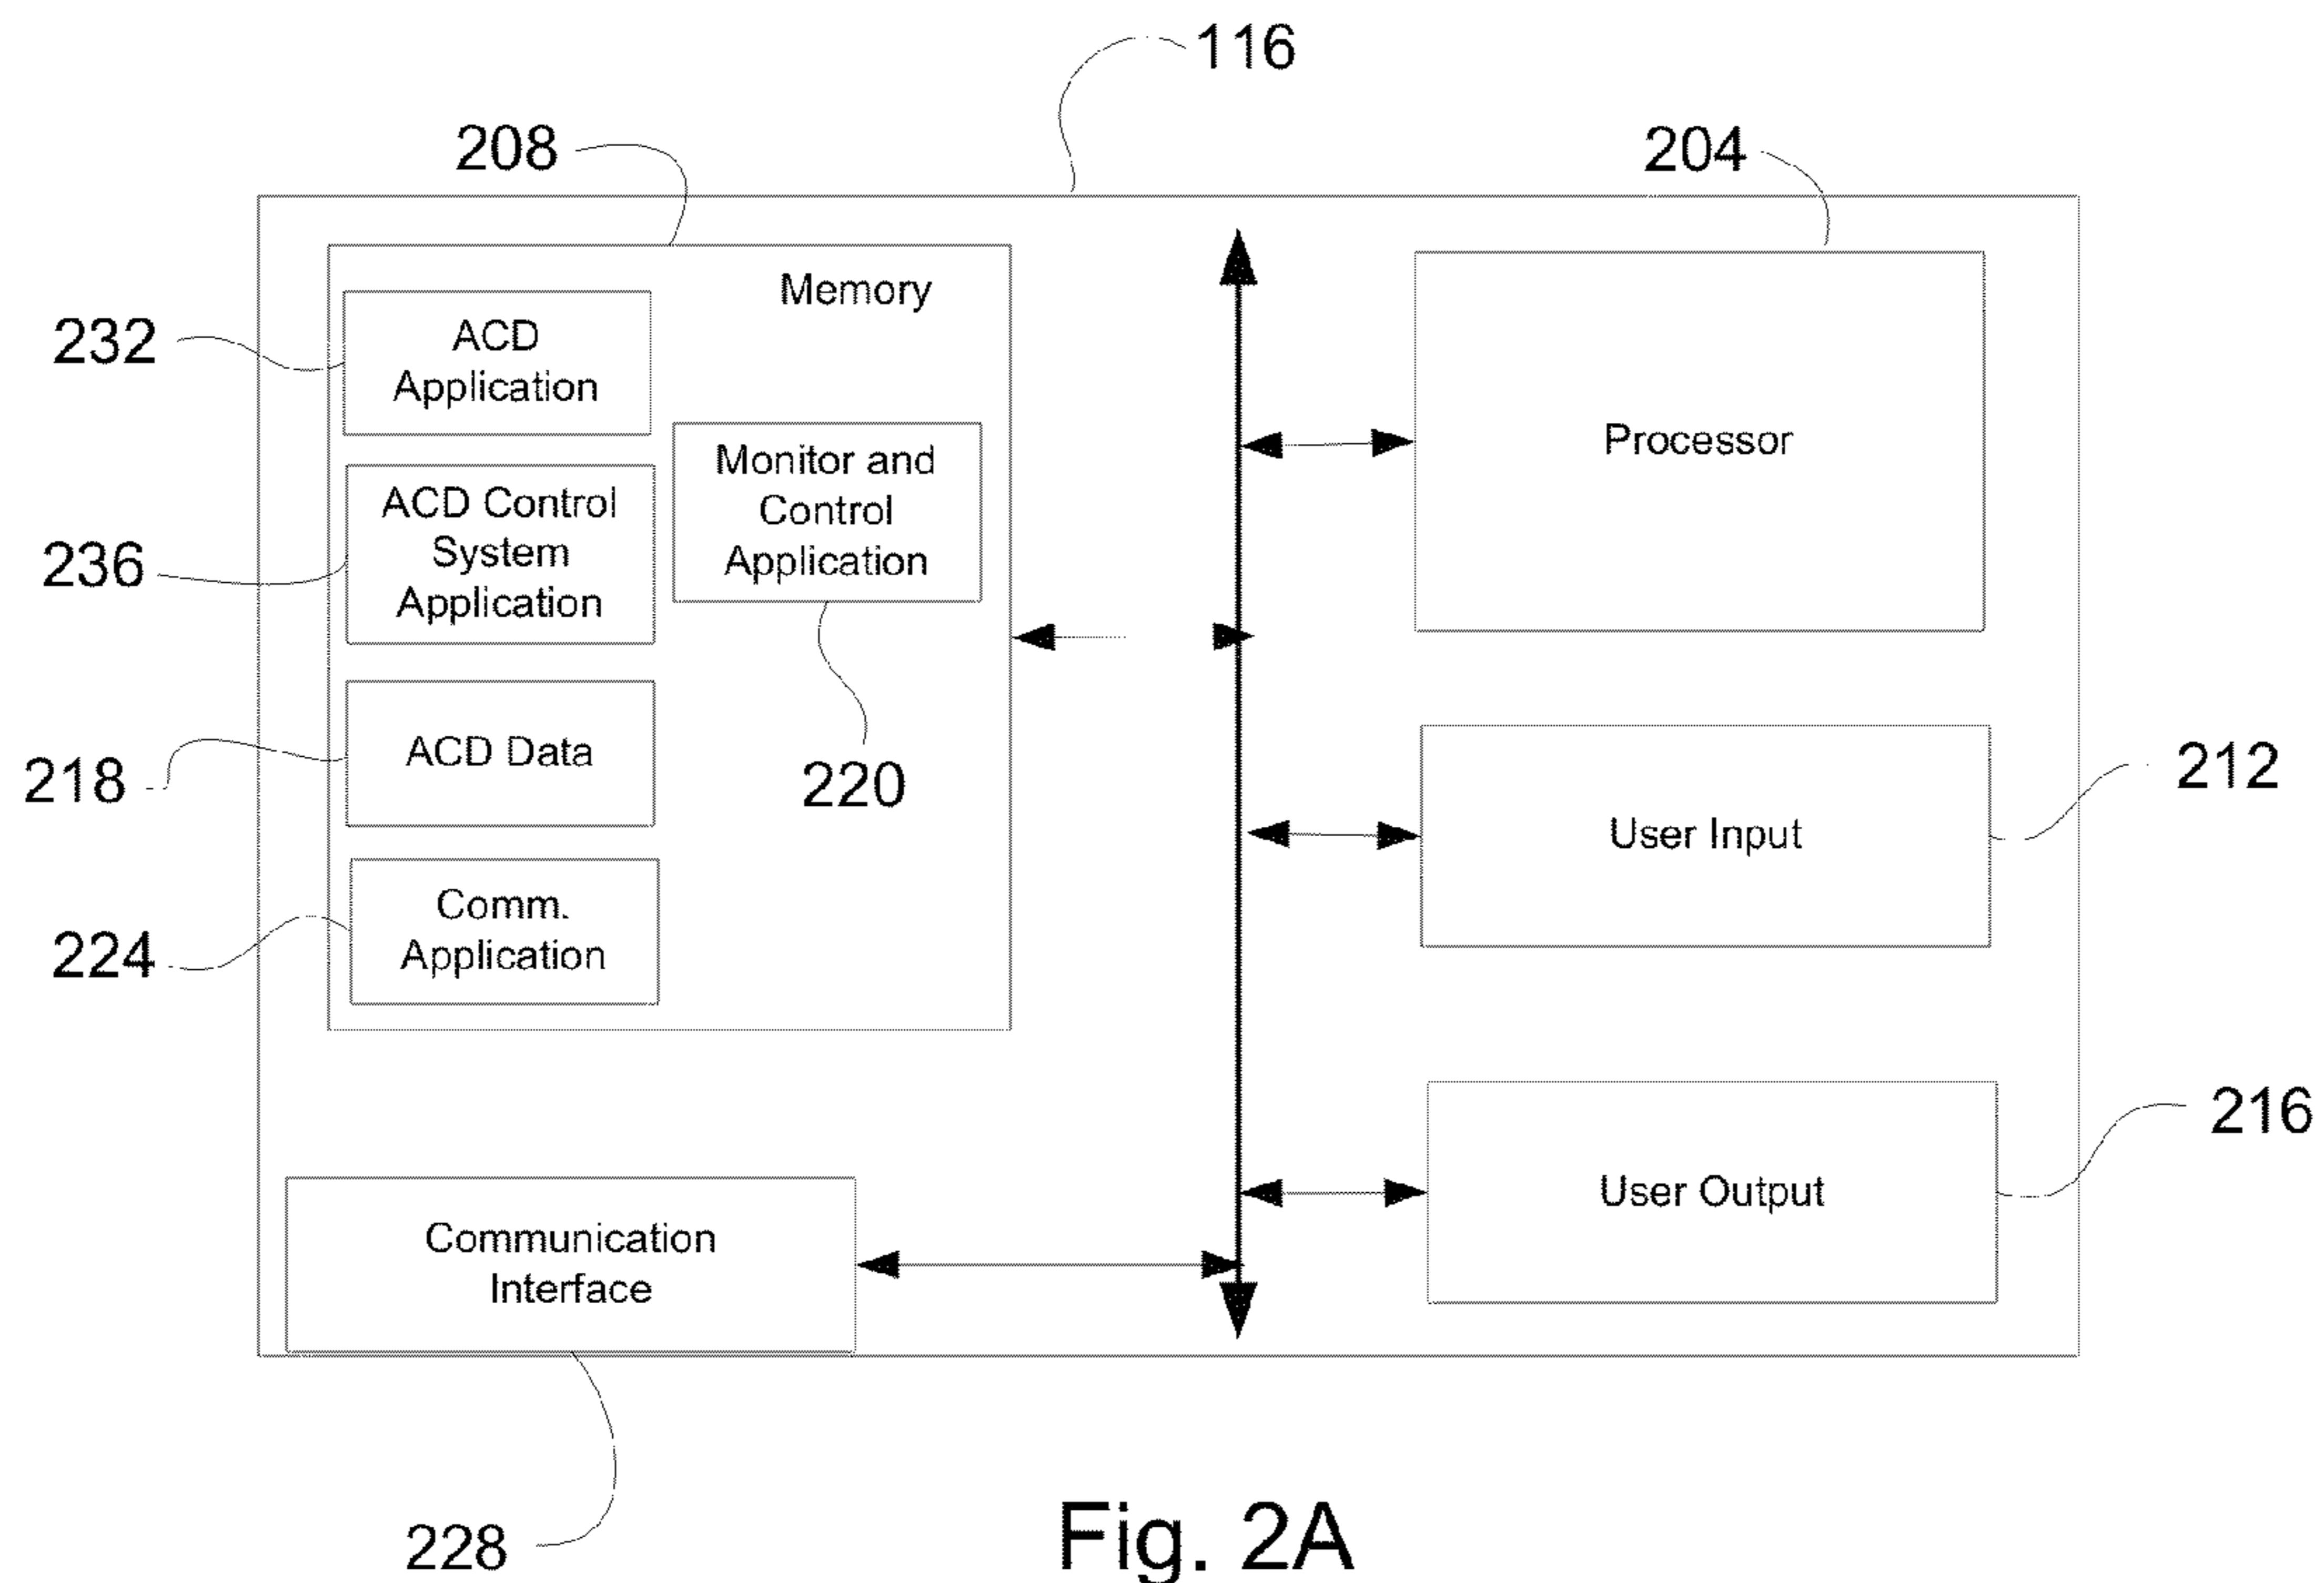 116
208
204
Memory
232
ACD
Application
Monitor and
Control
Application
Processor
236
ACD Control
System
Application
218
ACD Data
220
User Input
212
224
Comm.
Application
216
User Output
Communication
Interface
228
Fig. 2A